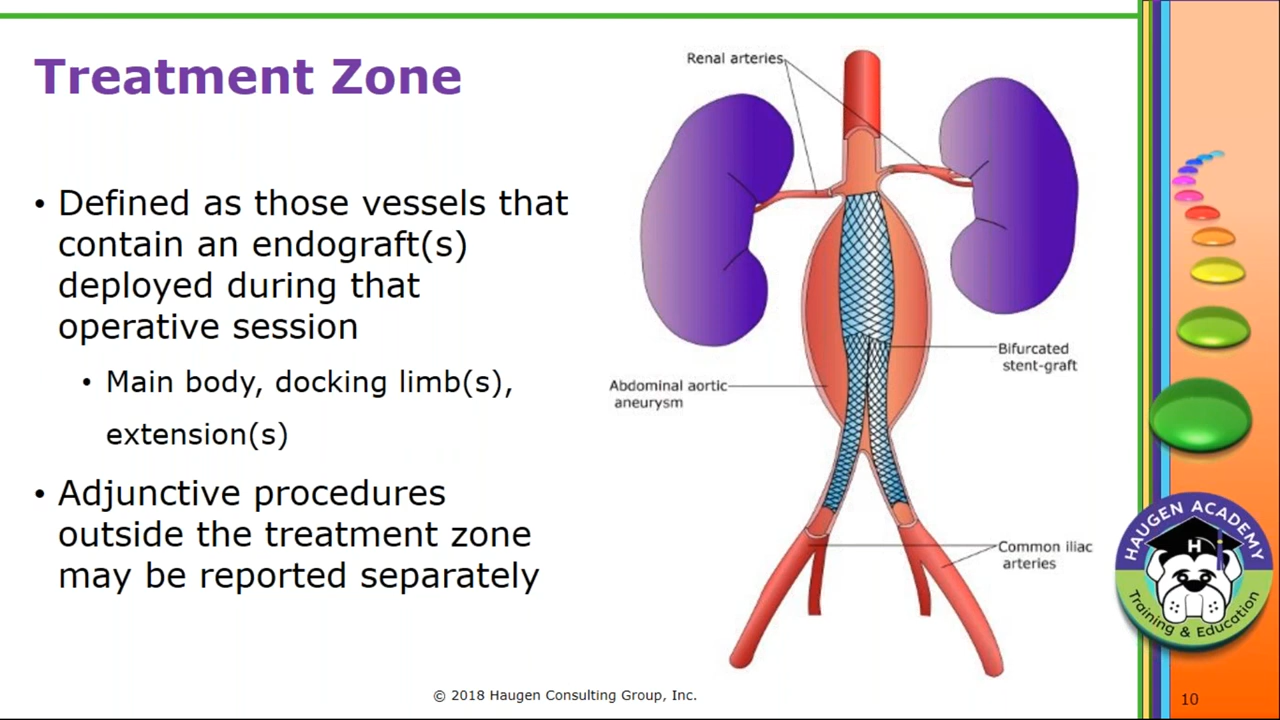 Treatment Zone
• Defined as those vessels that
contain an endograft(s)
deployed during that
operative session
• Main body, docking limb(s),
extension(s)
• Adjunctive procedures
outside the treatment zone
may be reported separately
Renal arteries
Abdominal aortic
aneurysm
Bifurcated
stent-graft
Common iliac
arteries
HAUGEN ACADEMY
H
Training & Education
© 2018 Haugen Consulting Group, Inc.
10